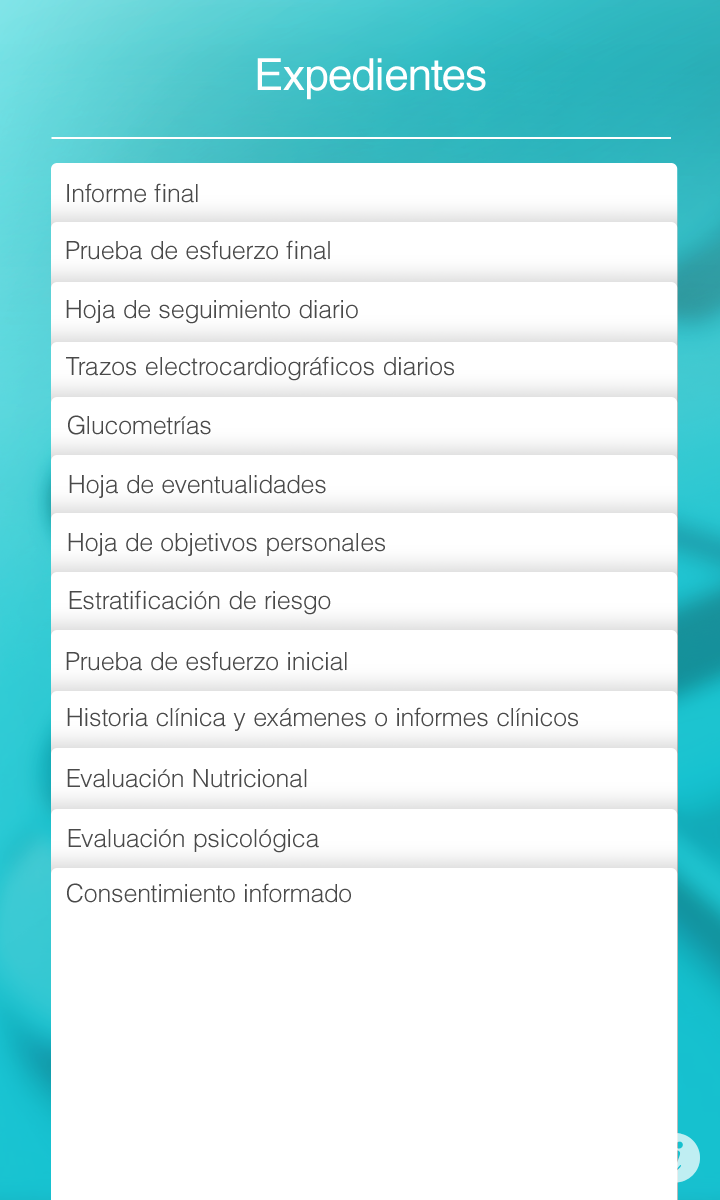 Expedientes
Informe final
Prueba de esfuerzo final
Hoja de seguimiento diario
Trazos electrocardiográficos diarios
Glucometrías
Hoja de eventualidades
Hoja de objetivos personales
Estratificación de riesgo
Prueba de esfuerzo inicial
Historia clínica y exámenes o informes clínicos
Evaluación Nutricional
Evaluación psicológica
Consentimiento informado
i